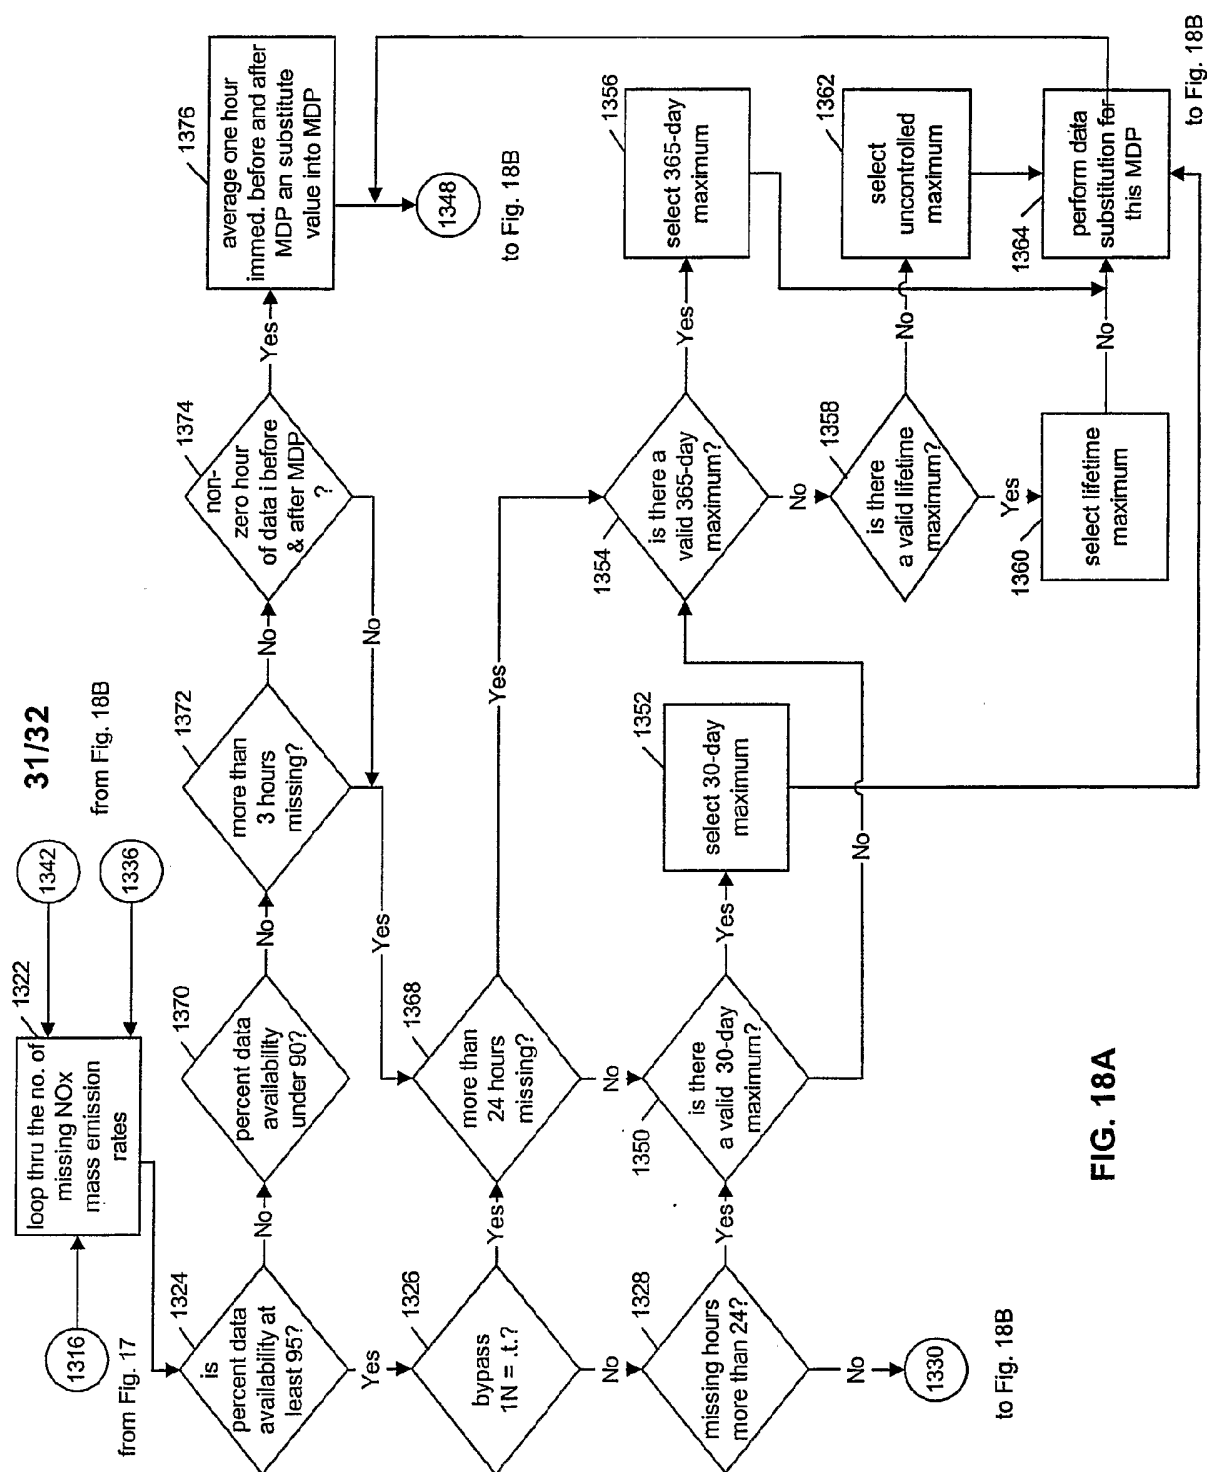 31/32
1342
from Fig. 18B
1336
1322
loop thru the no. of
missing NOx
mass emission
rates
1316
from Fig. 17
1324
is
percent data
availability at
least 95?
No
1370
percent data
availability
under 90?
No
1372
more than
3 hours
missing?
No
1374
non-
zero hour
of data i before
& after MDP
?
Yes
1376
average one hour
immed. before and after
MDP an substitute
value into MDP
1348
to Fig. 18B
No
Yes
Yes
1326
bypass
1N = .t.?
Yes
1368
more than
24 hours
missing?
Yes
No
No
1328
missing hours
more than 24?
Yes
1350
is there
a valid 30-day
maximum?
Yes
1352
select 30-day
maximum
No
1354
is there a
valid 365-day
maximum?
Yes
1356
select 365-day
maximum
No
1358
is there
a valid lifetime
maximum?
No
1362
select
uncontrolled
maximum
Yes
1360
select lifetime
maximum
No
1364
perform data
substitution for
this MDP
to Fig. 18B
No
1330
to Fig. 18B
FIG. 18A